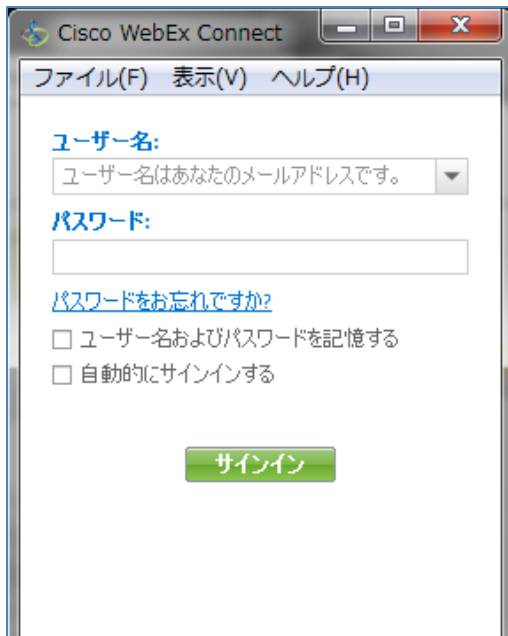 Cisco WebEx Connect
ファイル(F) 表示(V) ヘルプ(H)
ユーザー名:
ユーザー名はあなたのメールアドレスです。
パスワード:
パスワードをお忘れですか?
ユーザー名およびパスワードを記憶する
自動的にサインインする
サインイン